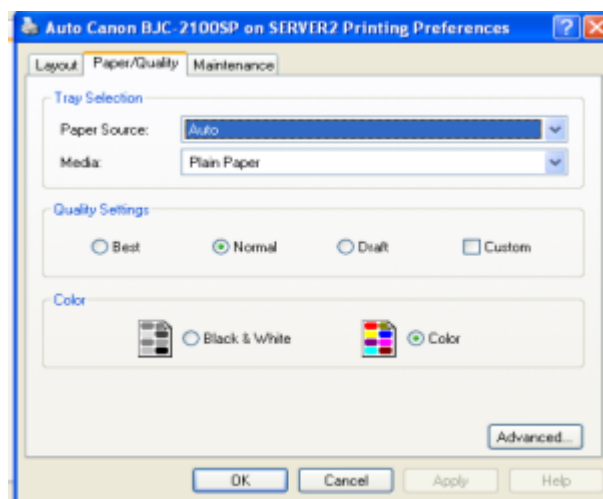 Auto Canon BJC-2100SP on SERVER2 Printing Preferences
Layout Paper/Quality Maintenance
Tray Selection
Paper Source: Auto
Media: Plain Paper
Quality Settings
Best Normal Draft Custom
Color
Black & White Color
Advanced...
OK Cancel Apply Help